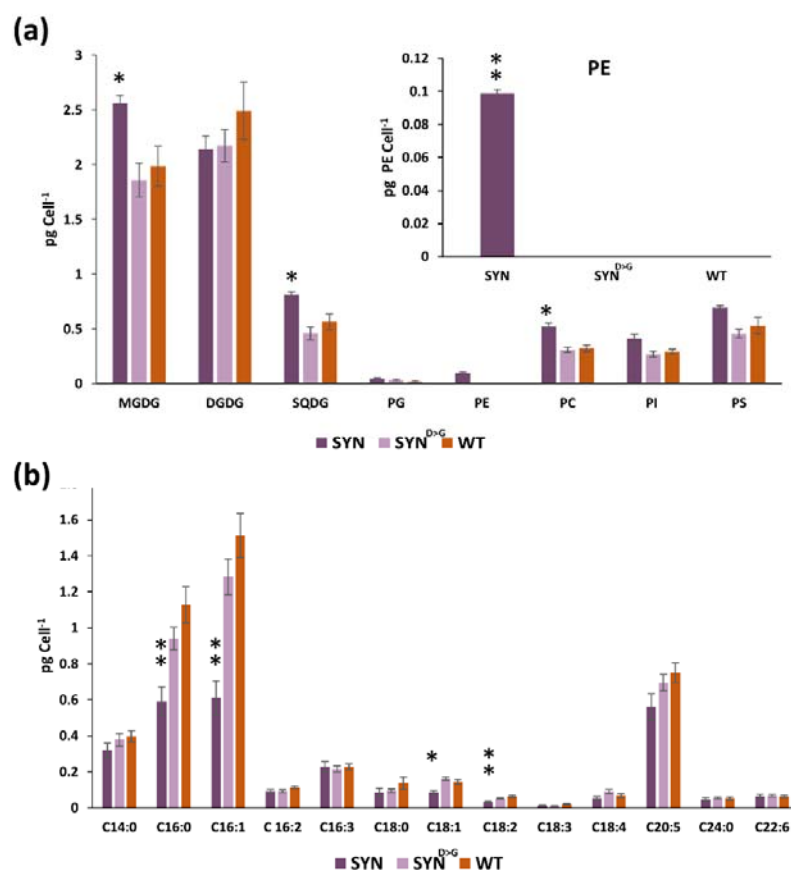 (a)
3
2.5
2
1.5
1
0.5
0
pg Cell-1
*
*
*
MGDG DGDG SQDG PG PE PC PI PS
0.12
0.1
0.08
0.06
0.04
0.02
0
pg PE Cell-1
**
PE
SYN SYN D>G WT
SYN SYN D>G WT
(b)
1.6
1.4
1.2
1
0.8
0.6
0.4
0.2
0
pg Cell-1
**
**
*
**
C14:0 C16:0 C16:1 C 16:2 C16:3 C18:0 C18:1 C18:2 C18:3 C18:4 C20:5 C24:0 C22:6
SYN SYN D>G WT